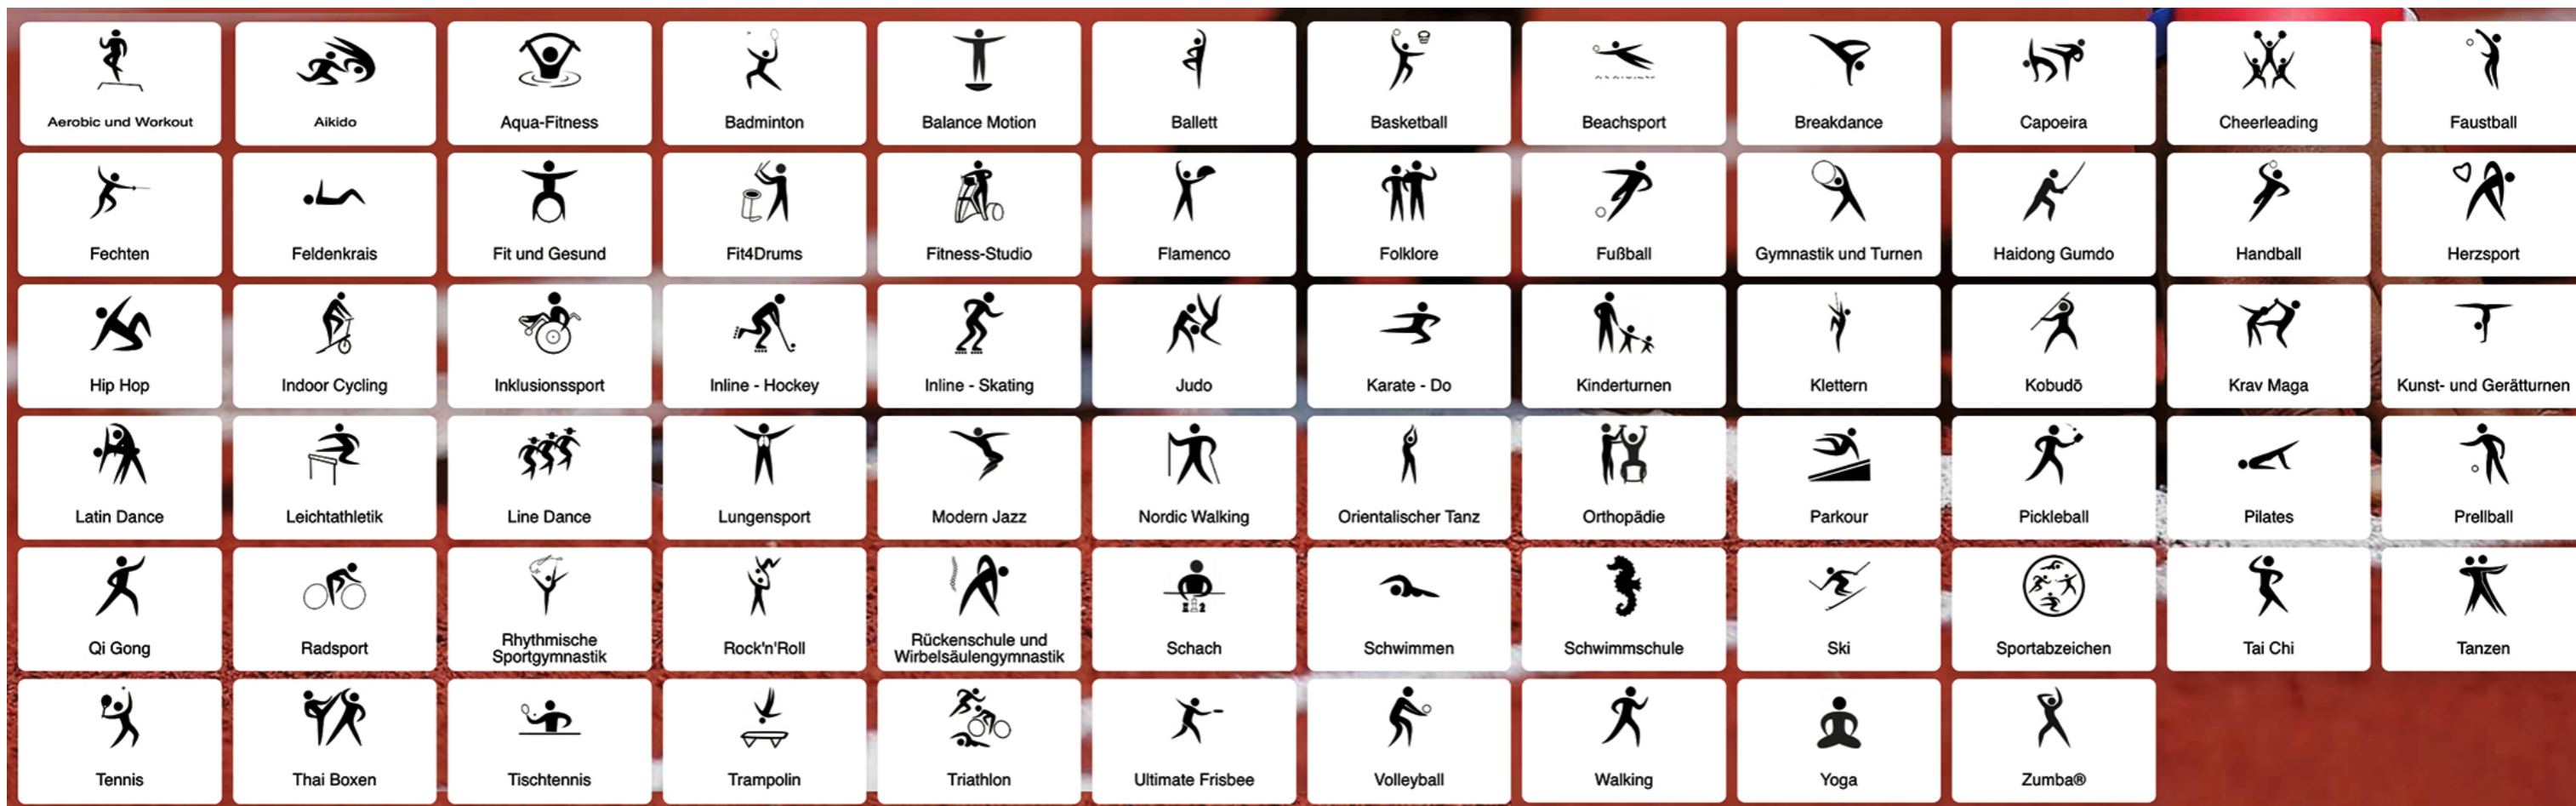 Aerobic und Workout
Aikido
Aqua-Fitness
Badminton
Balance Motion
Ballett
Basketball
Beachsport
Breakdance
Capoeira
Cheerleading
Faustball
Fechten
Feldenkrais
Fit und Gesund
Fit4Drums
Fitness-Studio
Flamenco
Folklore
Fußball
Gymnastik und Turnen
Haidong Gumdo
Handball
Herzsport
Hip Hop
Indoor Cycling
Inklusionssport
Inline - Hockey
Inline - Skating
Judo
Karate - Do
Kinderturnen
Klettern
Kobudō
Krav Maga
Kunst- und Gerätturnen
Latin Dance
Leichtathletik
Line Dance
Lungensport
Modern Jazz
Nordic Walking
Orientalischer Tanz
Orthopädie
Parkour
Pickleball
Pilates
Prellball
Qi Gong
Radsport
Rhythmische
Sportgymnastik
Rock'n'Roll
Rückenschule und
Wirbelsäulengymnastik
Schach
Schwimmen
Schwimmschule
Ski
Sportabzeichen
Tai Chi
Tanzen
Tennis
Thai Boxen
Tischtennis
Trampolin
Triathlon
Ultimate Frisbee
Volleyball
Walking
Yoga
Zumba®